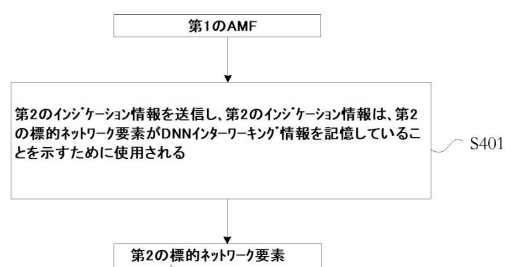 第1のAMF
第2のインジケーション情報を送信し、第2のインジケーション情報は、第2
の標的ネットワーク要素がDNNインターワーキング情報を記憶しているこ
とを示すために使用される
S401
第2の標的ネットワーク要素